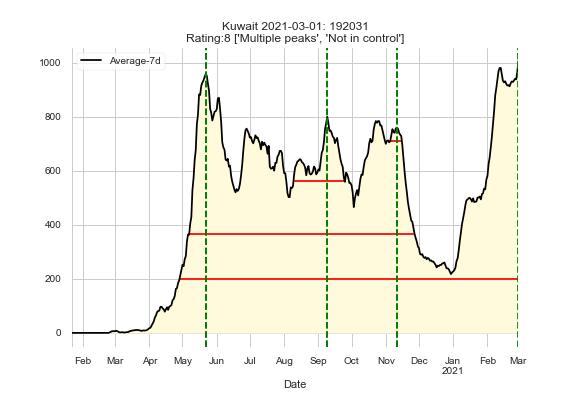 Kuwait 2021-03-01: 192031
Rating:8 ['Multiple peaks', 'Not in control']
Average-7d
1000
800
600
400
200
0
Feb Mar Apr May Jun Jul Aug Sep Oct Nov Dec Jan Feb Mar
2021
Date